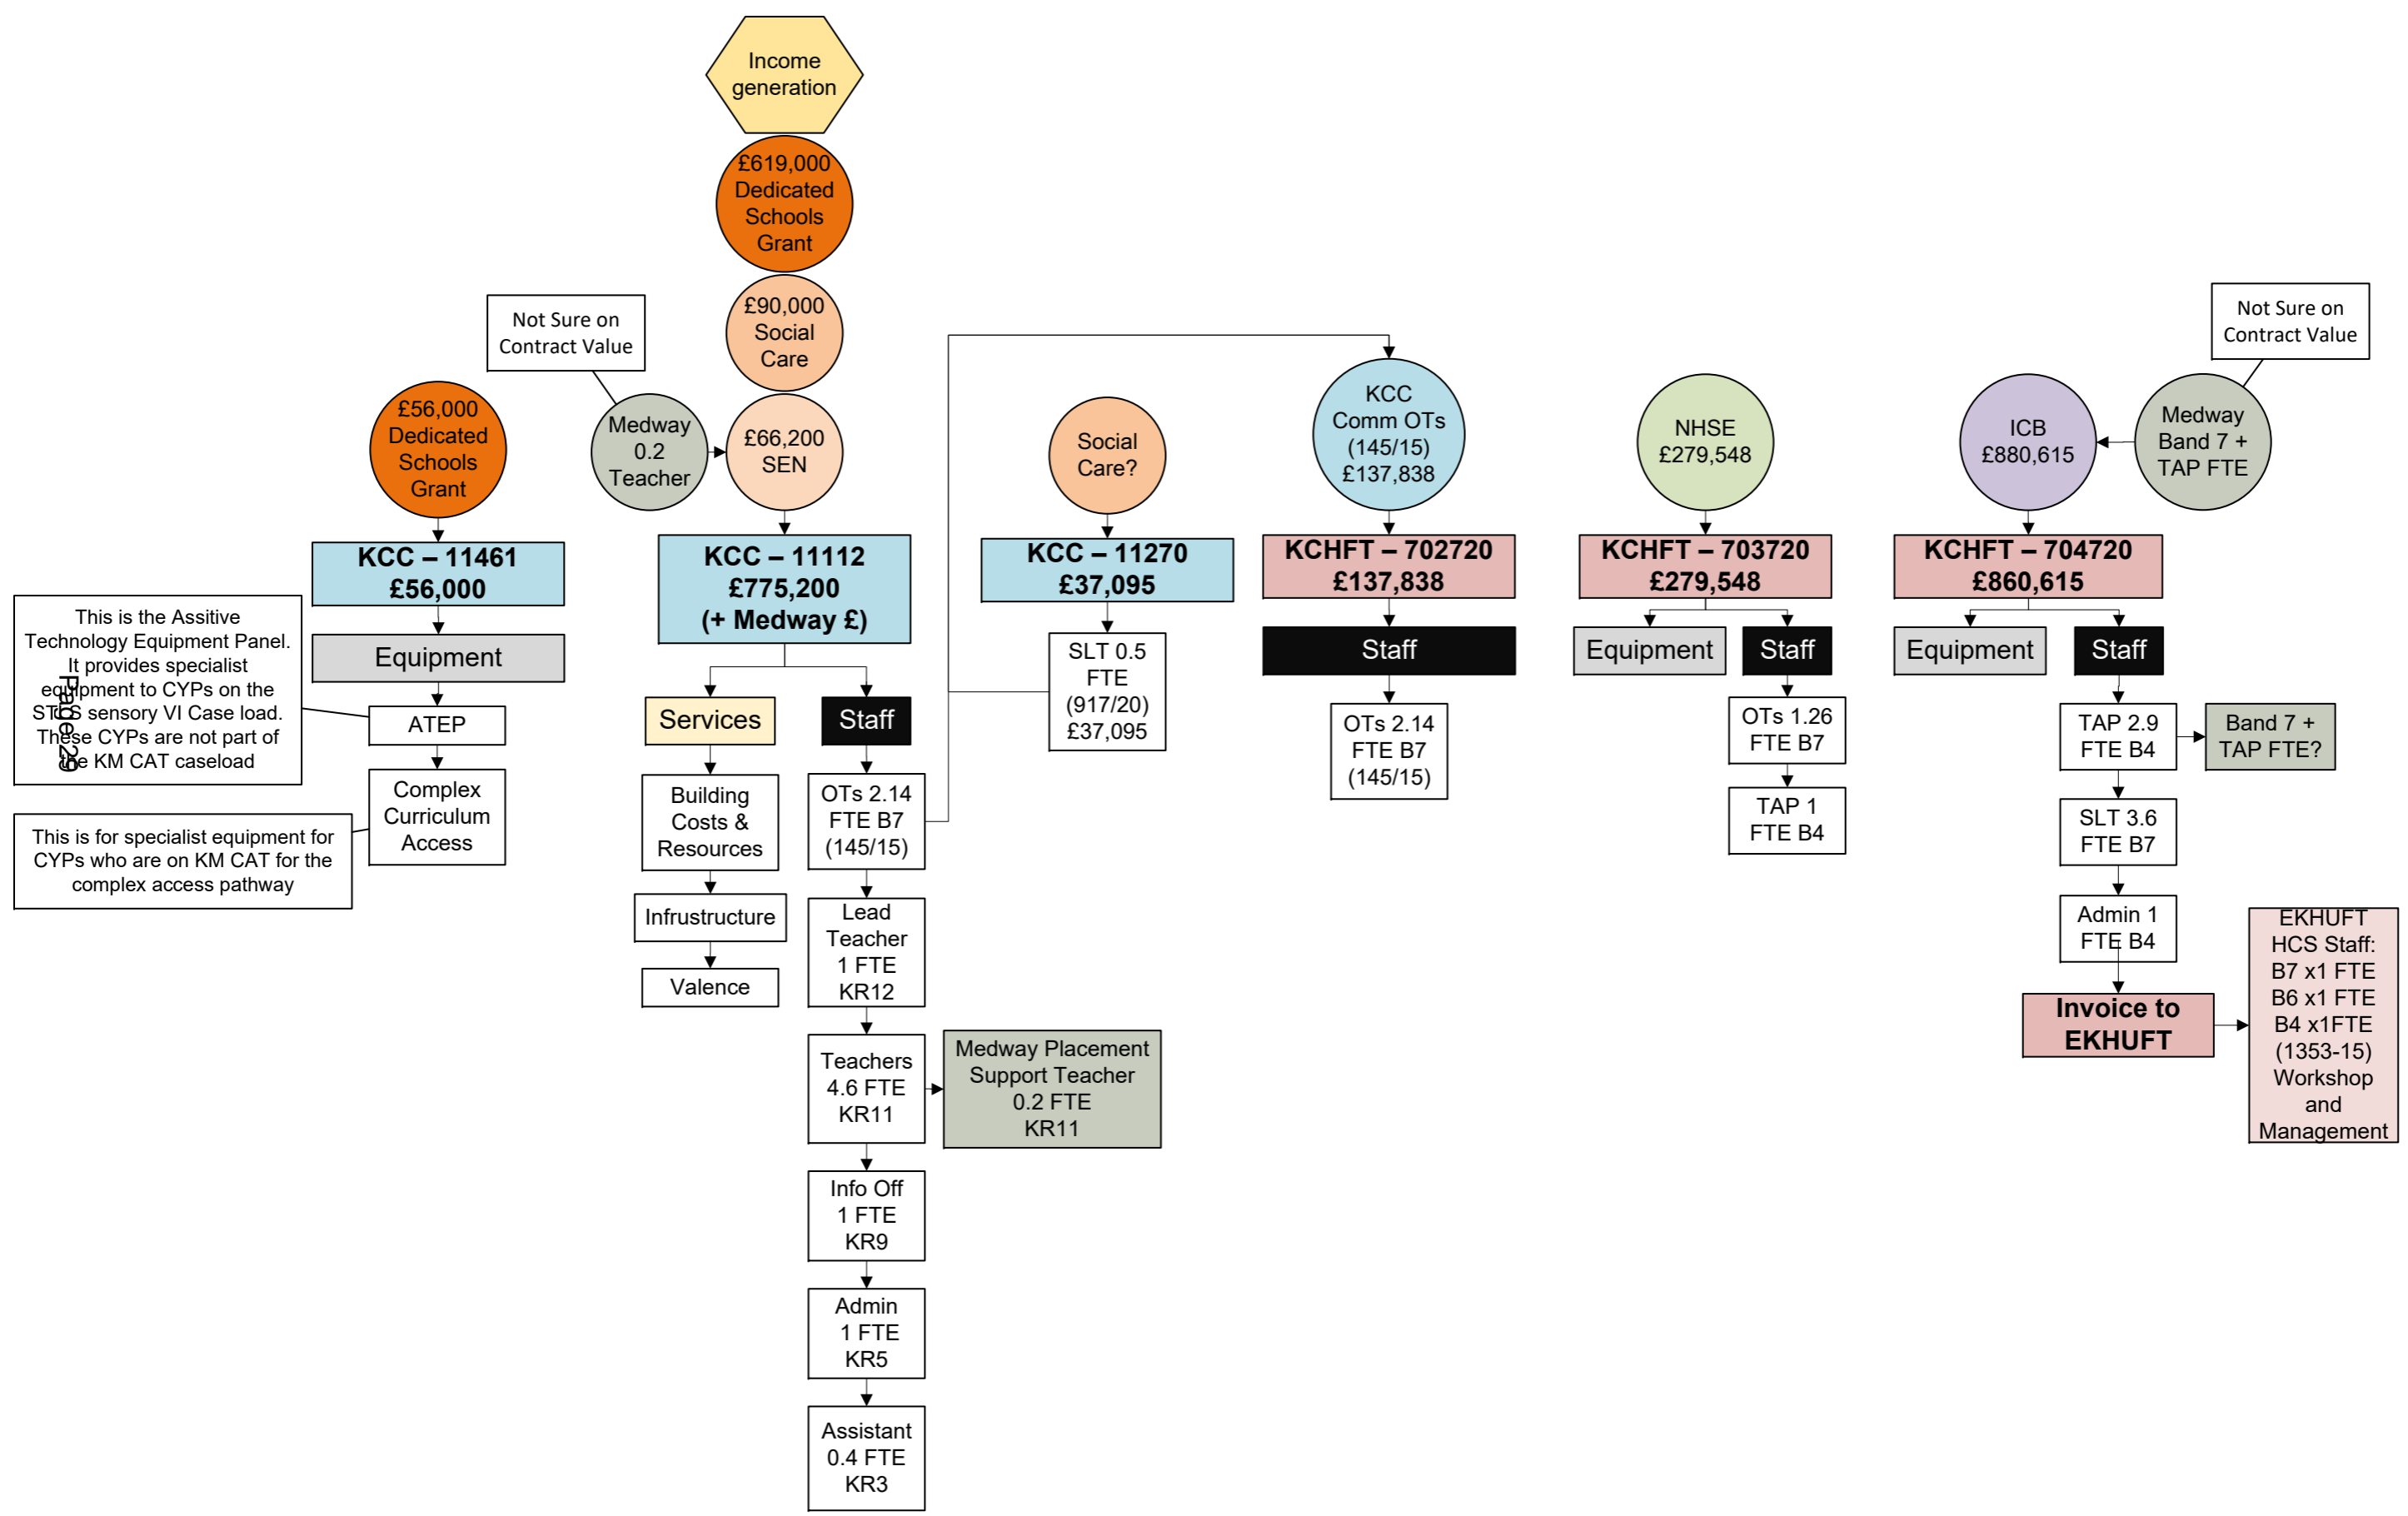 Income
generation
£619,000
Dedicated
Schools
Grant
£90,000
Social
Care
Not Sure on
Contract Value
Medway
0.2
Teacher
£66,200
SEN
£56,000
Dedicated
Schools
Grant
Social
Care?
KCC
Comm OTs
(145/15)
£137,838
NHSE
£279,548
ICB
£880,615
Medway
Band 7 +
TAP FTE
Not Sure on
Contract Value
KCC – 11461
£56,000
Equipment
ATEP
Complex
Curriculum
Access
This is the Assitive
Technology Equipment Panel.
It provides specialist
equipment to CYPs on the
STLS sensory VI Case load.
These CYPs are not part of
the KM CAT caseload
Page 29
This is for specialist equipment for
CYPs who are on KM CAT for the
complex access pathway
KCC – 11112
£775,200
(+ Medway £)
Services
Building
Costs &
Resources
Infrustructure
Valence
Staff
OTs 2.14
FTE B7
(145/15)
Lead
Teacher
1 FTE
KR12
Teachers
4.6 FTE
KR11
Medway Placement
Support Teacher
0.2 FTE
KR11
Info Off
1 FTE
KR9
Admin
1 FTE
KR5
Assistant
0.4 FTE
KR3
KCC – 11270
£37,095
SLT 0.5
FTE
(917/20)
£37,095
KCHFT – 702720
£137,838
Staff
OTs 2.14
FTE B7
(145/15)
KCHFT – 703720
£279,548
Equipment
Staff
OTs 1.26
FTE B7
TAP 1
FTE B4
KCHFT – 704720
£860,615
Equipment
Staff
TAP 2.9
FTE B4
Band 7 +
TAP FTE?
SLT 3.6
FTE B7
Admin 1
FTE B4
Invoice to
EKHUFT
EKHUFT
HCS Staff:
B7 x1 FTE
B6 x1 FTE
B4 x1FTE
(1353-15)
Workshop
and
Management